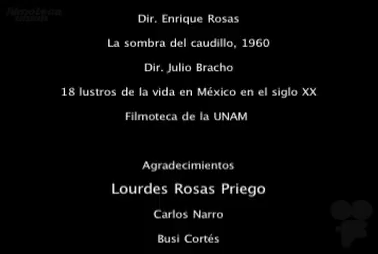 Dir. Enrique Rosas
La sombra del caudillo, 1960
Dir. Julio Bracho
18 lustros de la vida en México en el siglo XX
Filmoteca de la UNAM
Agradecimientos
Lourdes Rosas Priego
Carlos Narro
Busi Cortés